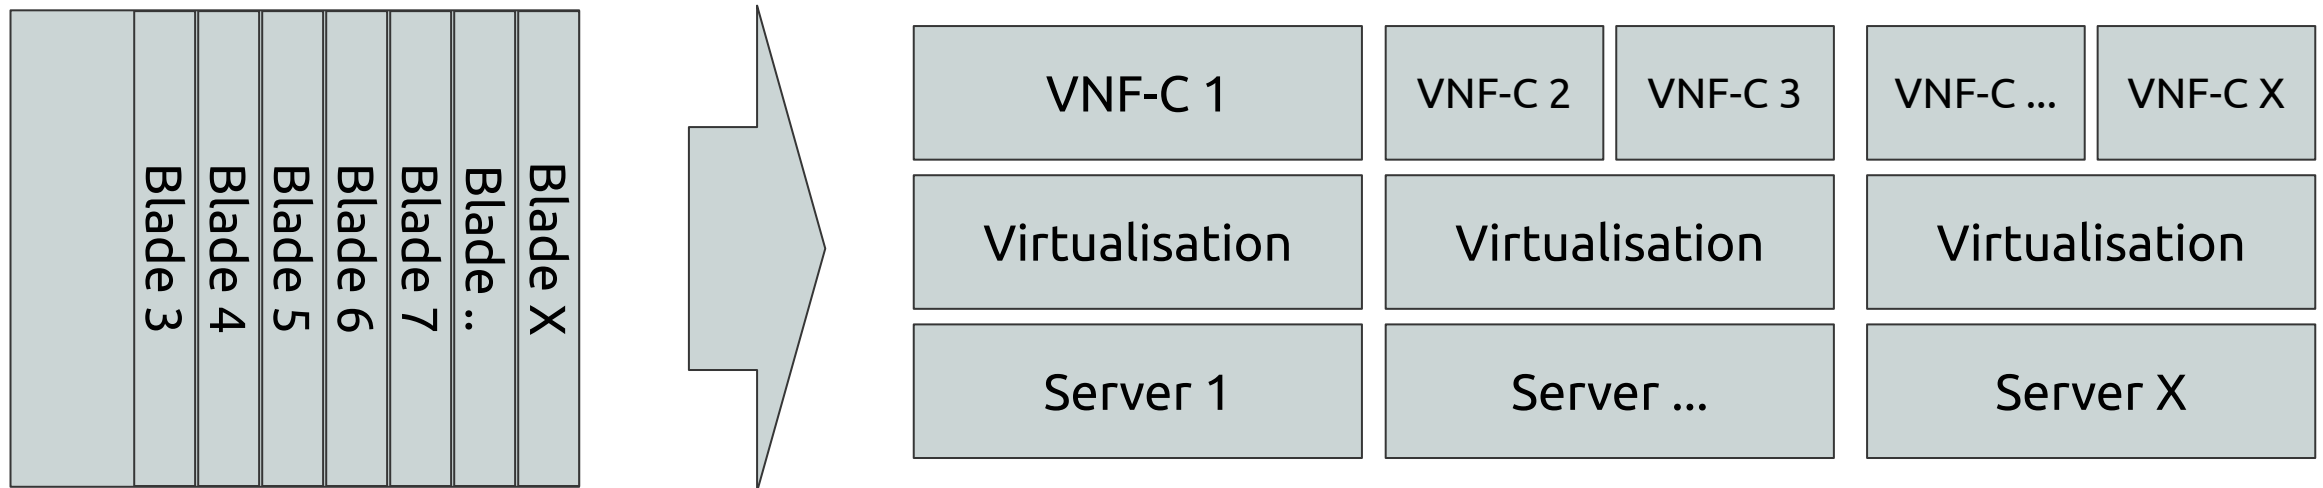 Blade 3
Blade 4
Blade 5
Blade 6
Blade 7
Blade ..
Blade X
VNF-C 1
VNF-C 2
VNF-C 3
VNF-C ...
VNF-C X
Virtualisation
Virtualisation
Virtualisation
Server 1
Server ...
Server X